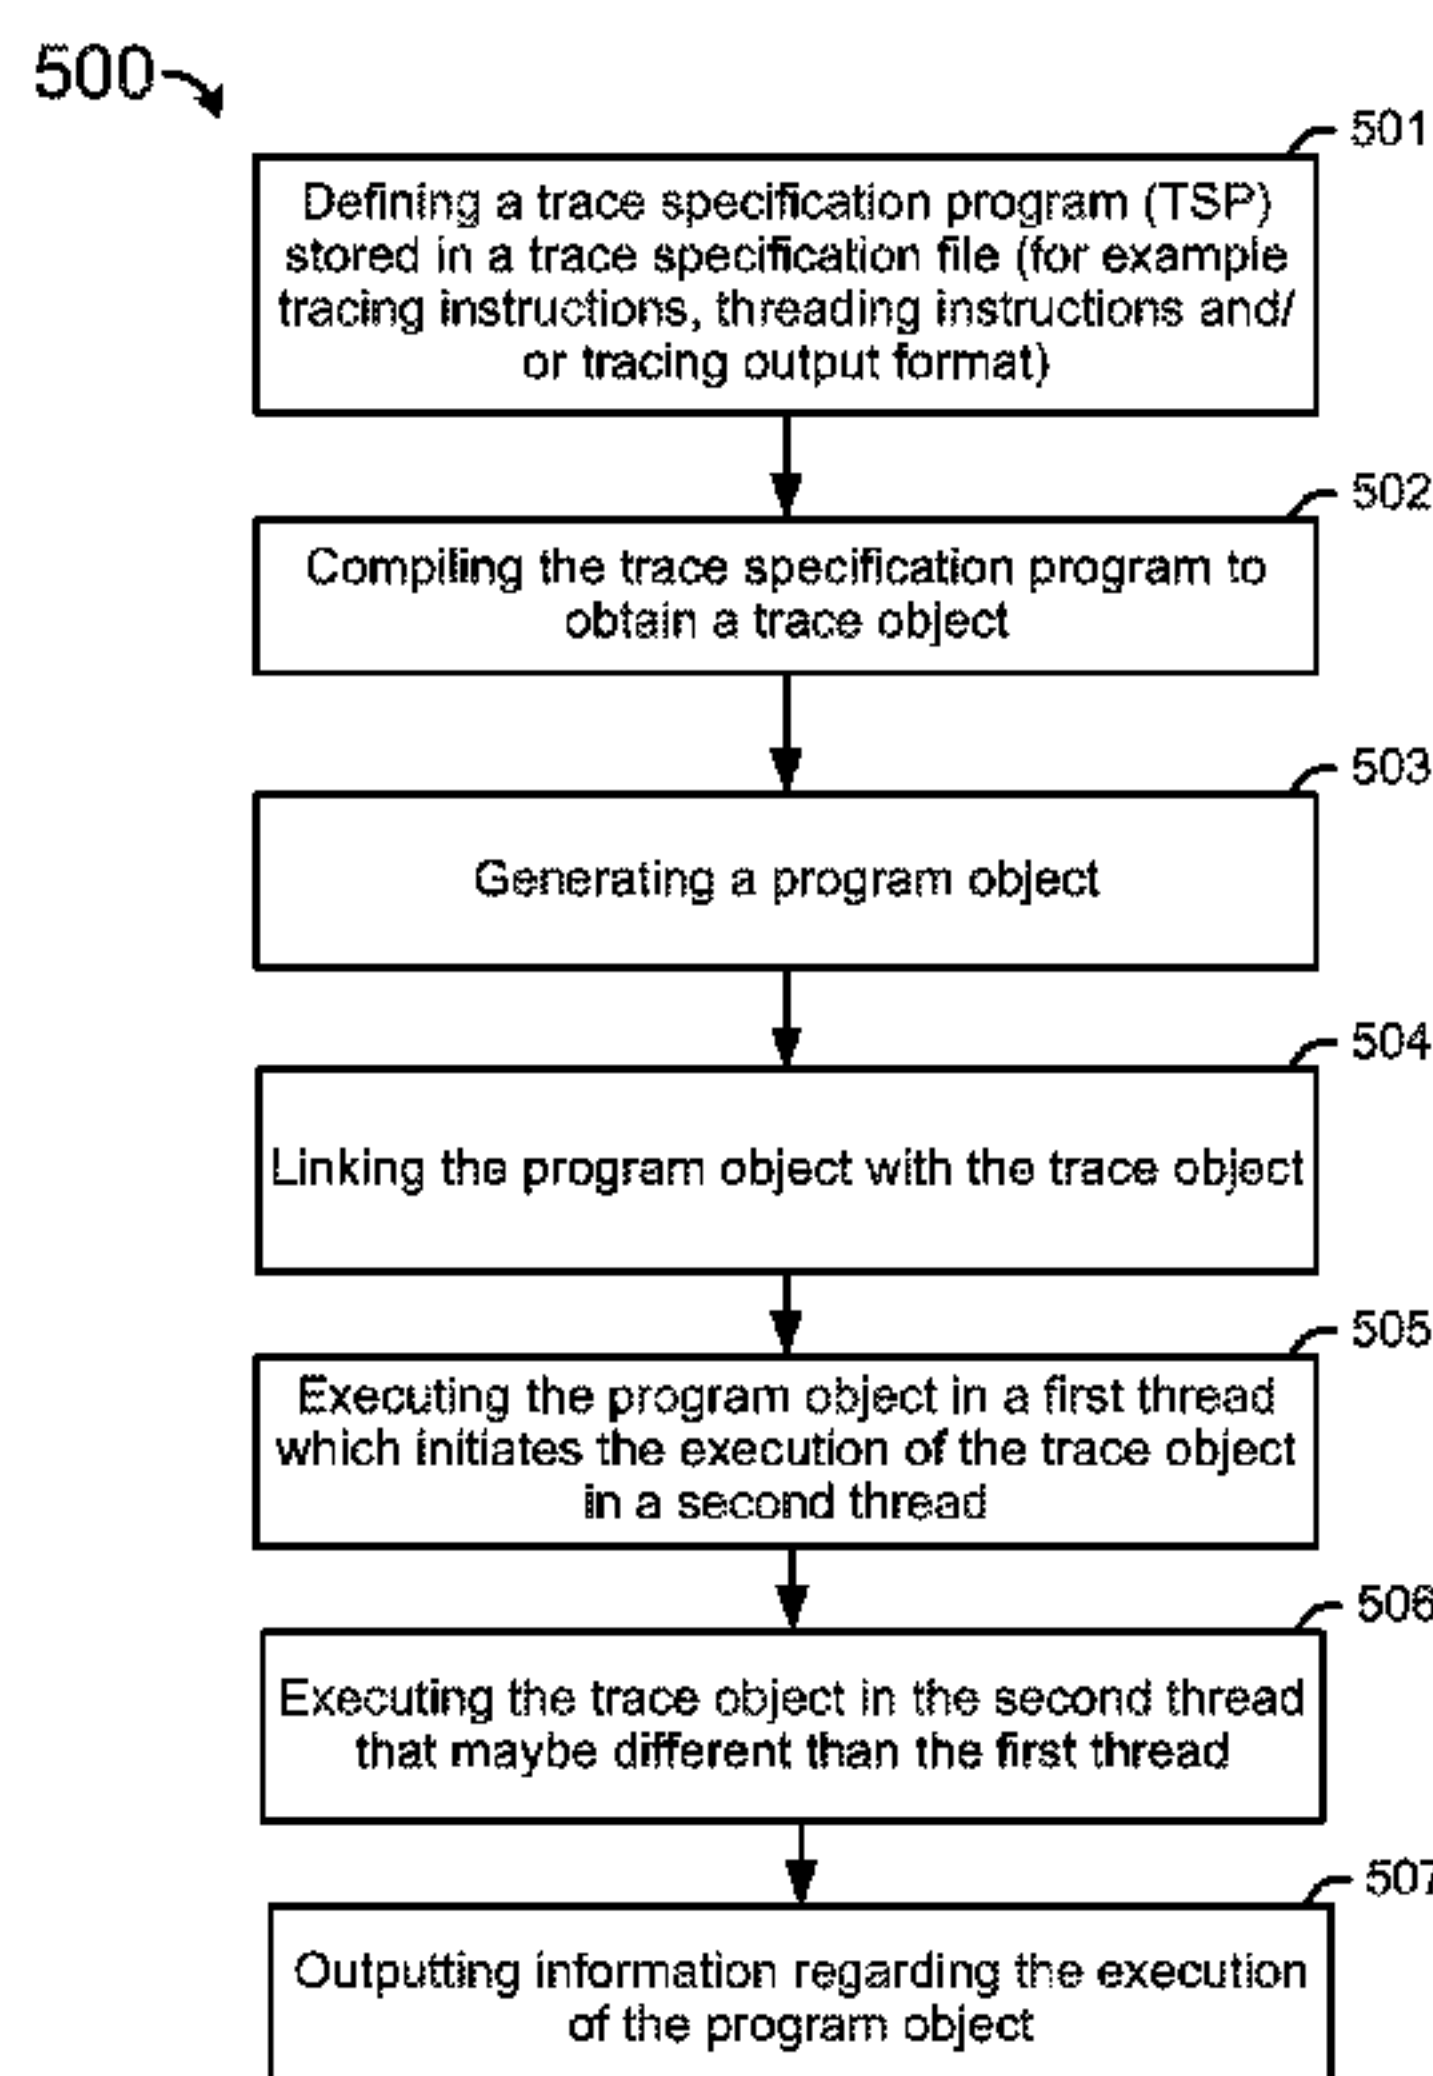 500
501
Defining a trace specification program (TSP)
stored in a trace specification file (for example
tracing instructions, threading instructions and/
or tracing output format)
502
Compiling the trace specification program to
obtain a trace object
503
Generating a program object
504
Linking the program object with the trace object
505
Executing the program object in a first thread
which initiates the execution of the trace object
in a second thread
506
Executing the trace object in the second thread
that maybe different than the first thread
507
Outputting information regarding the execution
of the program object